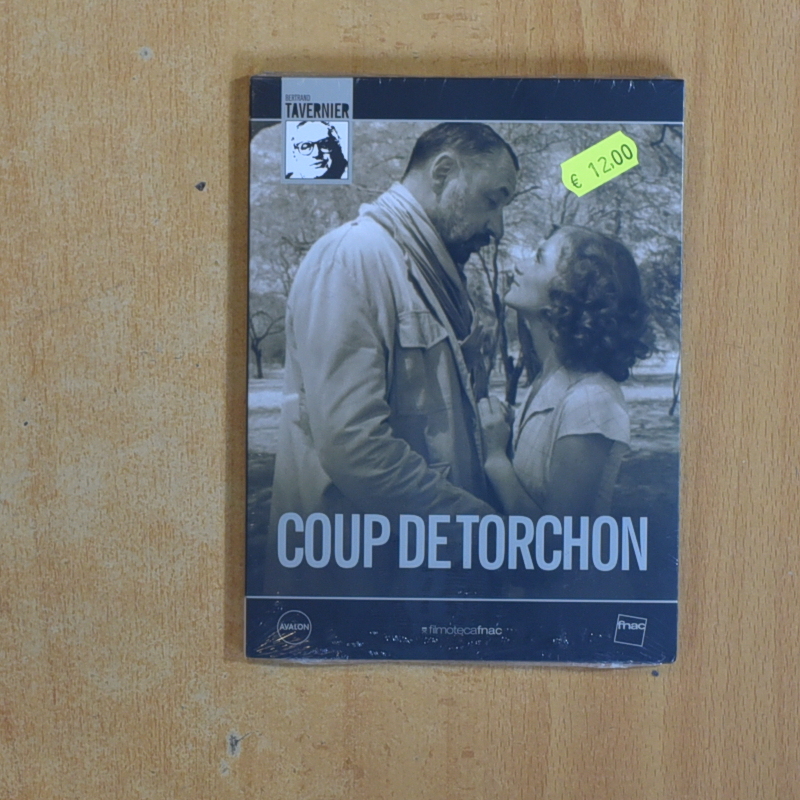 BERTRAND
TAVERNIER
€ 12,00
COUP DE TORCHON
AVALON
filmotecafnac
fnac